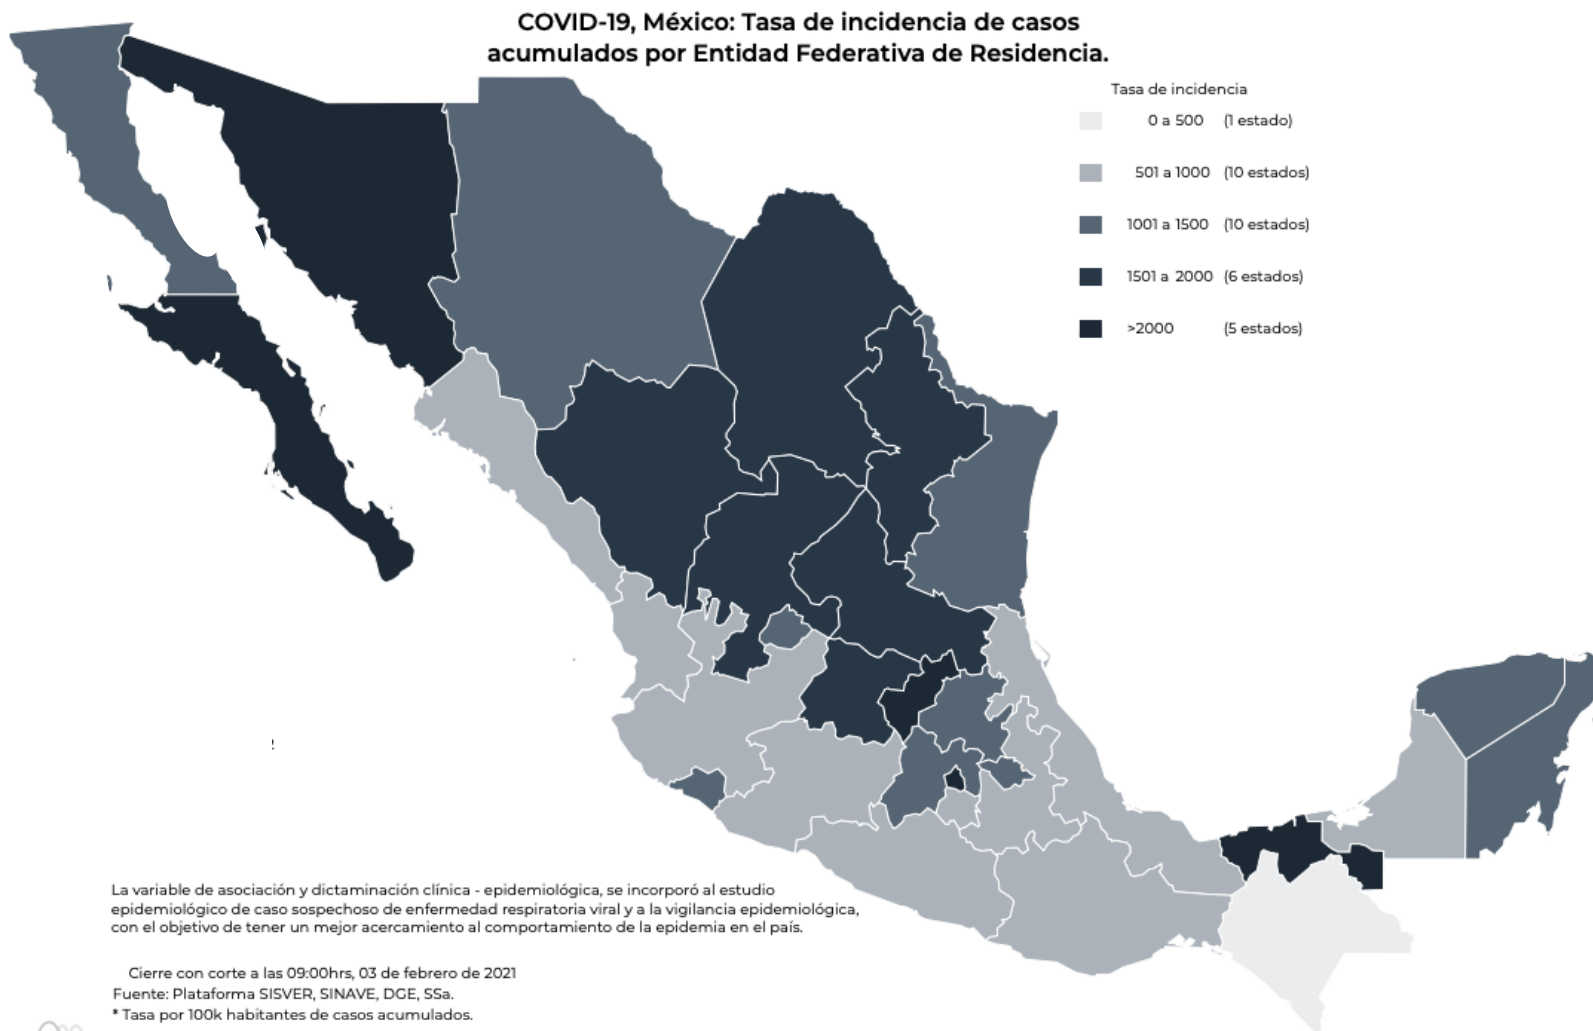 COVID-19, México: Tasa de incidencia de casos
acumulados por Entidad Federativa de Residencia.
Tasa de incidencia
0 a 500 (1 estado)
501 a 1000 (10 estados)
1001 a 1500 (10 estados)
1501 a 2000 (6 estados)
>2000 (5 estados)
La variable de asociación y dictaminación clínica - epidemiológica, se incorporó al estudio
epidemiológico de caso sospechoso de enfermedad respiratoria viral y a la vigilancia epidemiológica,
con el objetivo de tener un mejor acercamiento al comportamiento de la epidemia en el país.
Cierre con corte a las 09:00hrs, 03 de febrero de 2021
Fuente: Plataforma SISVER, SINAVE, DGE, SSa.
* Tasa por 100k habitantes de casos acumulados.